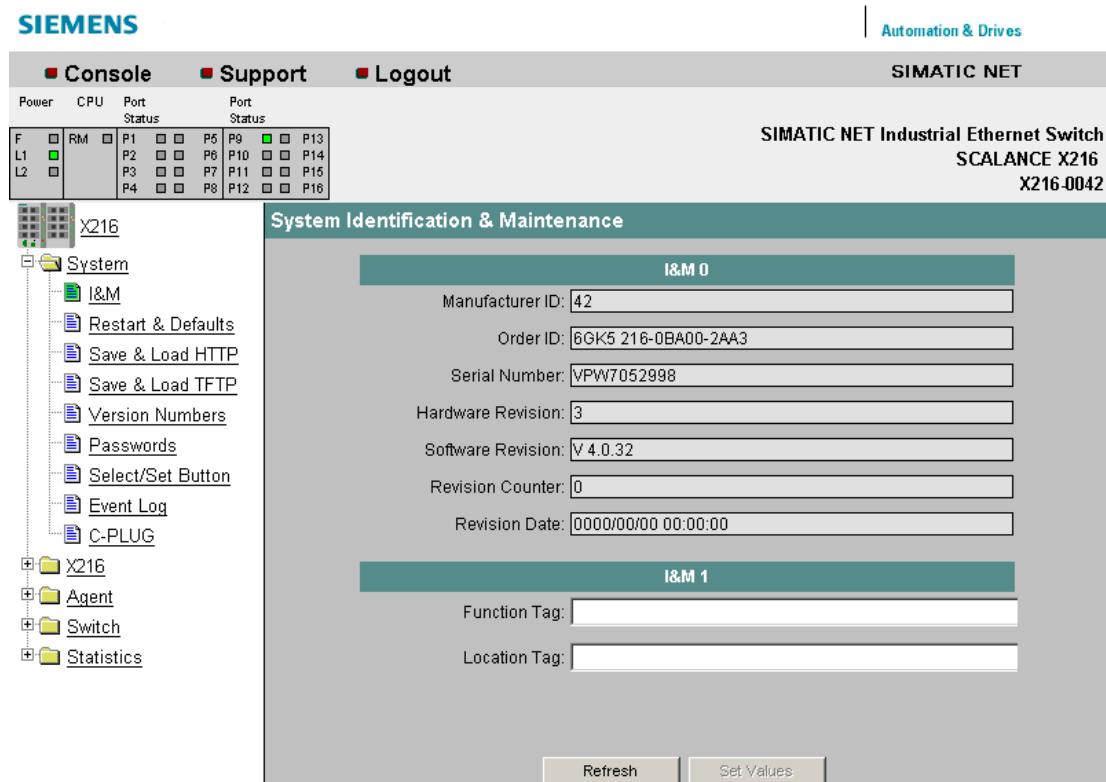 SIEMENS
Automation & Drives
Console Support Logout SIMATIC NET
Power CPU Port Status Port Status
F RM P1 P5 P9 P13
L1 P2 P6 P10 P14
L2 P3 P7 P11 P15
P4 P8 P12 P16
SIMATIC NET Industrial Ethernet Switch
SCALANCE X216
X216-0042
X216
System
I&M
Restart & Defaults
Save & Load HTTP
Save & Load TFTP
Version Numbers
Passwords
Select/Set Button
Event Log
C-PLUG
X216
Agent
Switch
Statistics
System Identification & Maintenance
I&M 0
Manufacturer ID: 42
Order ID: 6GK5 216-0BA00-2AA3
Serial Number: VPW7052998
Hardware Revision: 3
Software Revision: V 4.0.32
Revision Counter: 0
Revision Date: 0000/00/00 00:00:00
I&M 1
Function Tag:
Location Tag:
Refresh Set Values